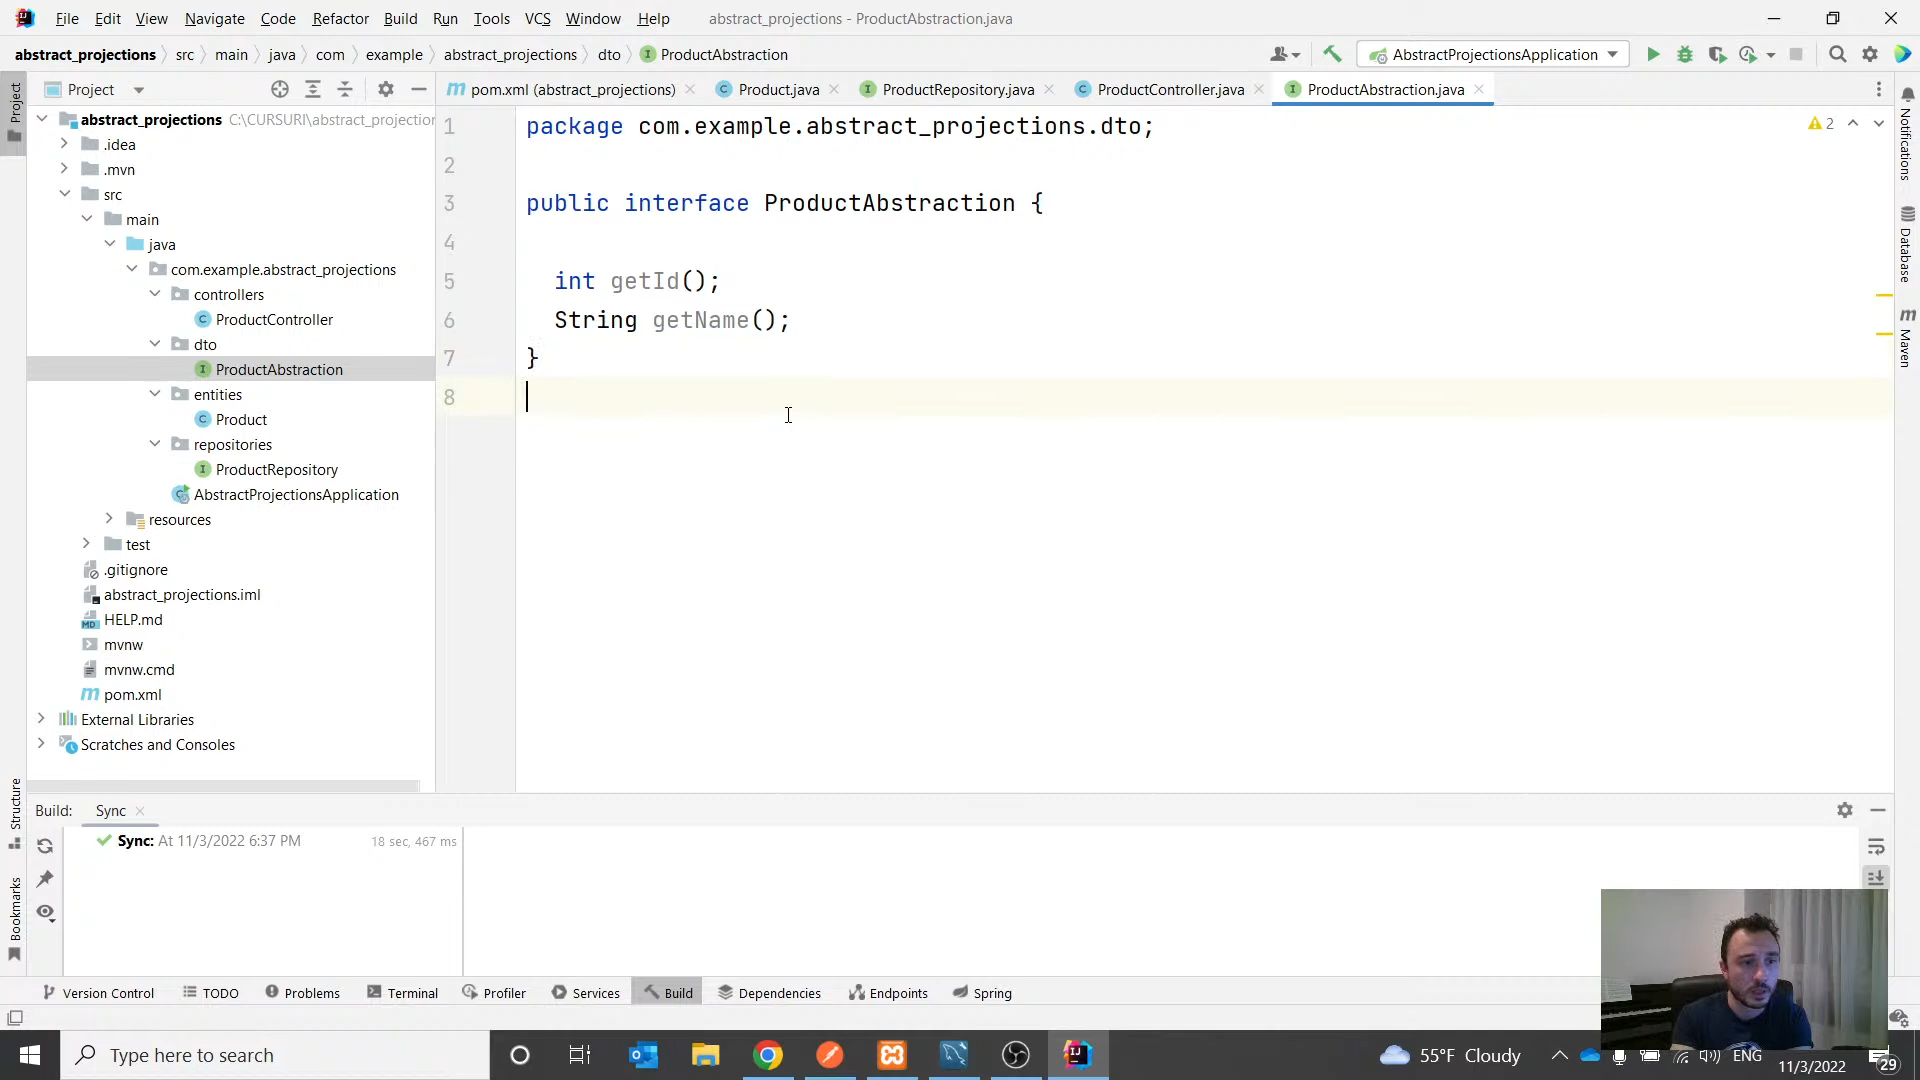 File Edit View Navigate Code Refactor Build Run Tools VCS Window Help abstract_projections - ProductAbstraction.java
abstract_projections src main java com example abstract_projections dto ProductAbstraction
AbstractProjectionsApplication
Project
pom.xml (abstract_projections) Product.java ProductRepository.java ProductController.java ProductAbstraction.java
abstract_projections C:\CURSURI\abstract_projection
.idea
.mvn
src
main
java
com.example.abstract_projections
controllers
ProductController
dto
ProductAbstraction
entities
Product
repositories
ProductRepository
AbstractProjectionsApplication
resources
test
.gitignore
abstract_projections.iml
HELP.md
mvnw
mvnw.cmd
pom.xml
External Libraries
Scratches and Consoles
1 package com.example.abstract_projections.dto;
2
3 public interface ProductAbstraction {
4
5 int getId();
6 String getName();
7 }
8
2
Project
Structure
Bookmarks
Notifications
Database
Maven
Build: Sync
Sync: At 11/3/2022 6:37 PM 18 sec, 467 ms
Version Control TODO Problems Terminal Profiler Services Build Dependencies Endpoints Spring
Type here to search
55°F Cloudy
ENG
11/3/2022
29